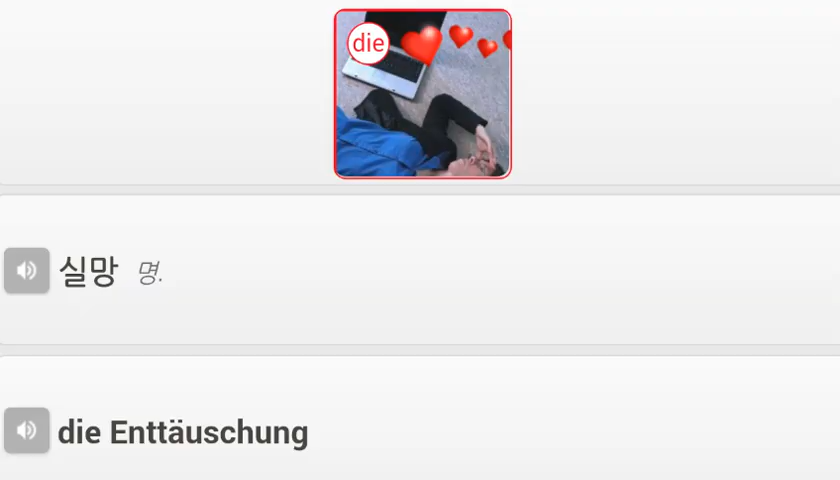 die
실망 명.
die Enttäuschung